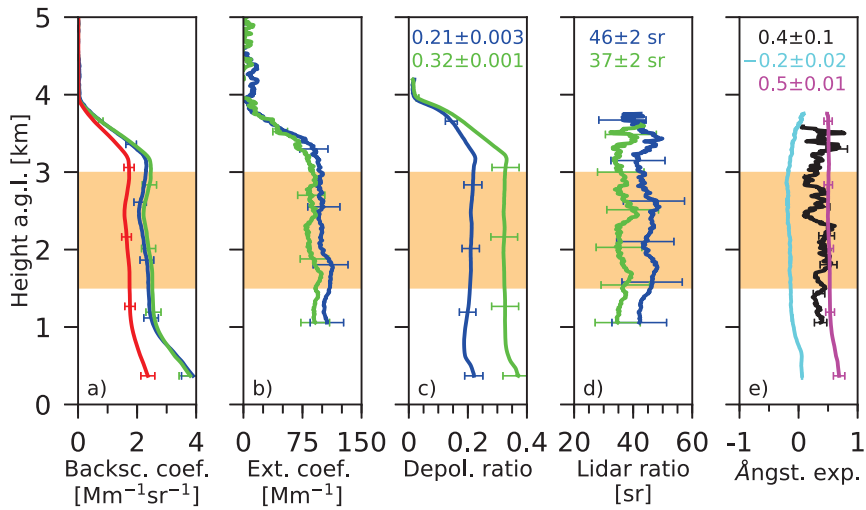 5
4
3
2
1
0
Height a.g.l. [km]
0.21±0.003
0.32±0.001
46±2 sr
37±2 sr
0.4±0.1
−0.2±0.02
0.5±0.01
a)
b)
c)
d)
e)
0 2 4
0 75 150
0 0.2 0.4
20 40 60
-1 0 1
Backsc. coef.
[Mm⁻¹sr⁻¹]
Ext. coef.
[Mm⁻¹]
Depol. ratio
Lidar ratio
[sr]
Ångst. exp.